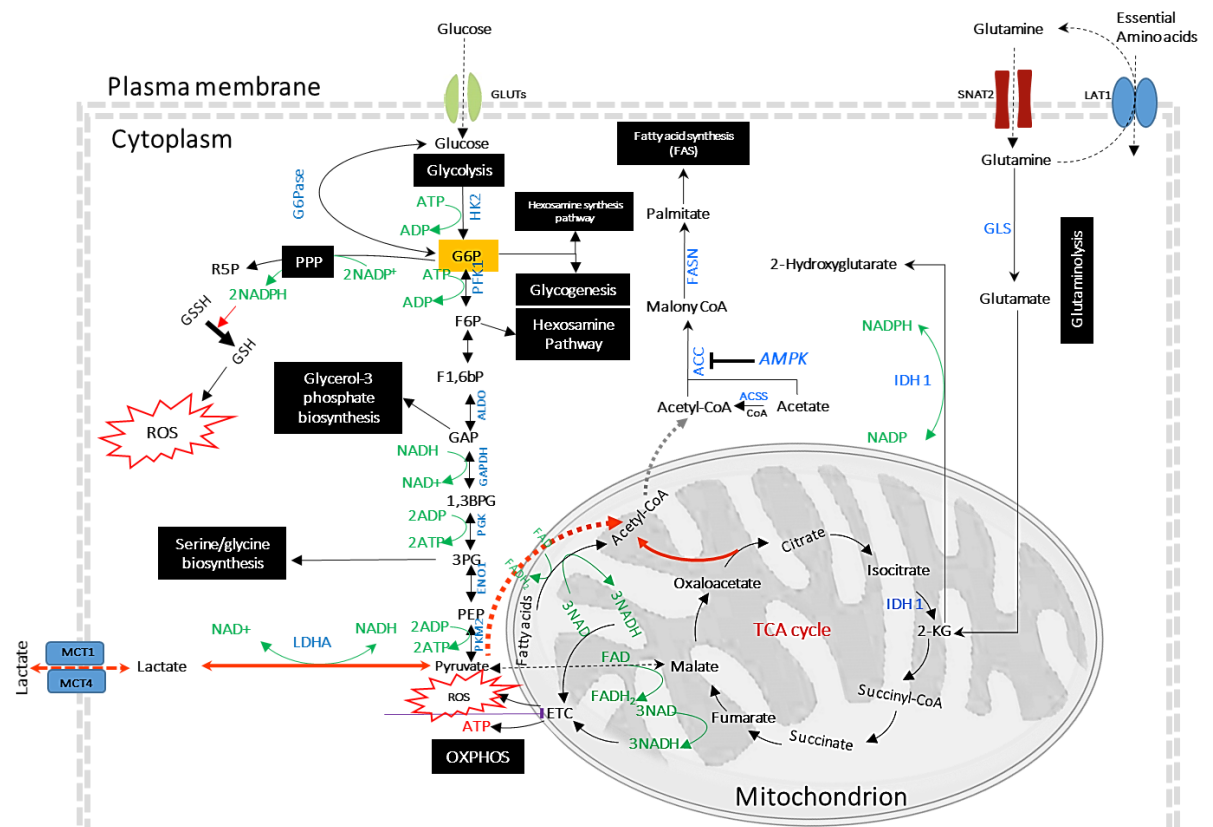 Glucose
Glutamine
Essential
Amino acids
Plasma membrane
GLUTs
SNAT2
LAT1
Cytoplasm
Glucose
Fatty acid synthesis
(FAS)
Glutamine
Glycolysis
G6Pase
ATP
HK2
ADP
Hexosamine synthesis
pathway
Palmitate
GLS
G6P
PPP
R5P
2NADP+
2NADPH
ATP
PFK1
ADP
Glycogenesis
FASN
2-Hydroxyglutarate
Glutamate
Glutaminolysis
GSSH
GSH
F6P
Hexosamine
Pathway
Malony CoA
NADPH
ACC
AMPK
IDH1
Glycerol-3
phosphate
biosynthesis
F1,6bP
ALDO
Acetyl-CoA
ACSS
CoA
Acetate
ROS
GAP
NADP
NADH
GAPDH
NAD+
1,3BPG
2ADP
PGK
2ATP
Serine/glycine
biosynthesis
3PG
ENO1
Acetyl-CoA
FAD
FADH2
Citrate
Isocitrate
Oxaloacetate
IDH1
3NAD
3NADH
Fatty acids
TCA cycle
2-KG
PEP
2ADP
PKM2
2ATP
NAD+
LDHA
NADH
Lactate
MCT1
MCT4
Lactate
Pyruvate
FAD
Malate
FADH2
Succinyl-CoA
ROS
ETC
3NAD
Fumarate
ATP
3NADH
Succinate
OXPHOS
Mitochondrion